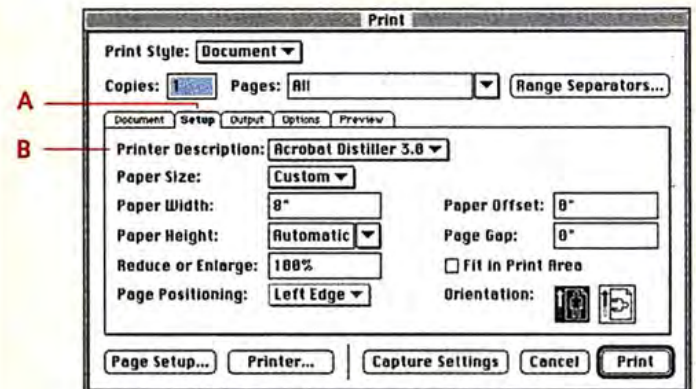 Print
Print Style: Document
Copies: 1 Pages: All Range Separators...
A
Document Setup Output Options Preview
B
Printer Description: Acrobat Distiller 3.0
Paper Size: Custom
Paper Width: 8" Paper Offset: 0"
Paper Height: Automatic Page Gap: 0"
Reduce or Enlarge: 100% Fit in Print Area
Page Positioning: Left Edge Orientation:
Page Setup... Printer... Capture Settings Cancel Print